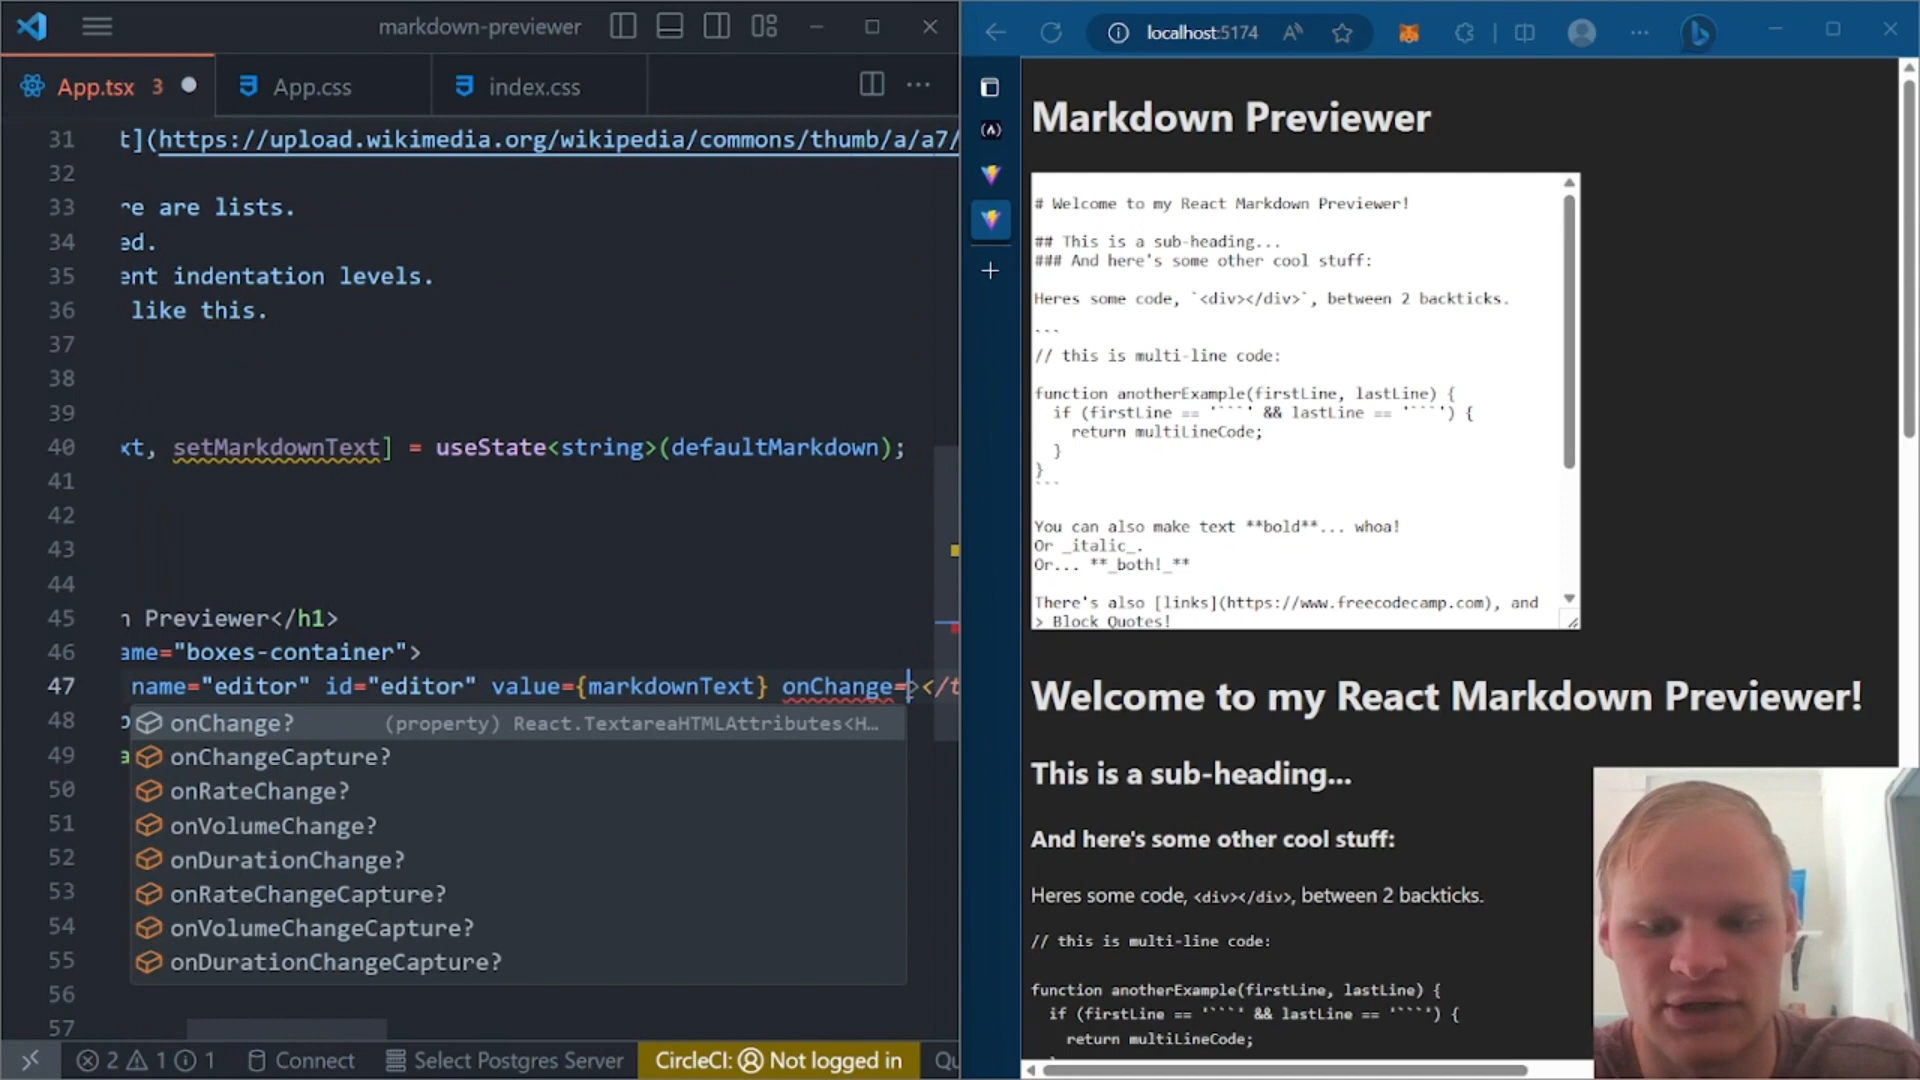 markdown-previewer
App.tsx 3
App.css
index.css
31 t](https://upload.wikimedia.org/wikipedia/commons/thumb/a/a7/
32
33 re are lists.
34 ed.
35 ent indentation levels.
36 like this.
37
38
39
40 xt, setMarkdownText] = useState<string>(defaultMarkdown);
41
42
43
44
45 n Previewer</h1>
46 ame="boxes-container">
47 name="editor" id="editor" value={markdownText} onChange=></t
48
49
50
51
52
53
54
55
56
57
onChange? (property) React.TextareaHTMLAttributes<H…
onChangeCapture?
onRateChange?
onVolumeChange?
onDurationChange?
onRateChangeCapture?
onVolumeChangeCapture?
onDurationChangeCapture?
2 1 1 Connect Select Postgres Server CircleCI: Not logged in Qu
localhost:5174
Markdown Previewer
# Welcome to my React Markdown Previewer!
## This is a sub-heading...
### And here's some other cool stuff:
Heres some code, `<div></div>`, between 2 backticks.
```
// this is multi-line code:
function anotherExample(firstLine, lastLine) {
if (firstLine == '```' && lastLine == '```') {
return multiLineCode;
}
}
```
You can also make text **bold**... whoa!
Or _italic_.
Or... **_both!_**
There's also [links](https://www.freecodecamp.com), and
> Block Quotes!
Welcome to my React Markdown Previewer!
This is a sub-heading...
And here's some other cool stuff:
Heres some code, <div></div>, between 2 backticks.
// this is multi-line code:
function anotherExample(firstLine, lastLine) {
if (firstLine == '```' && lastLine == '```') {
return multiLineCode;